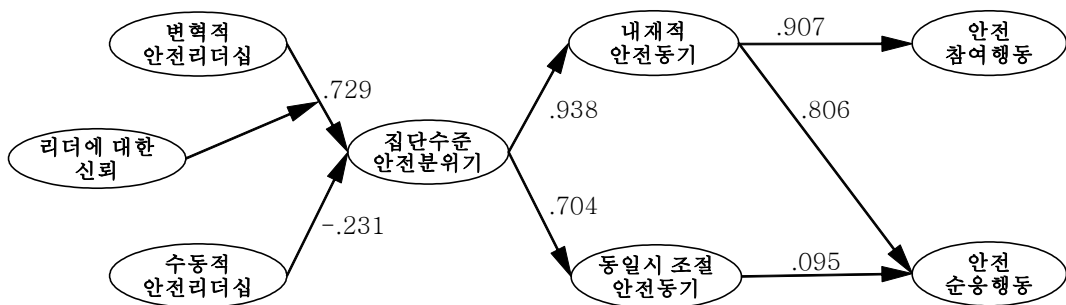 변혁적
안전리더십
.729
리더에 대한
신뢰
수동적
안전리더십
-.231
집단수준
안전분위기
.938
.704
내재적
안전동기
.907
.806
동일시 조절
안전동기
.095
안전
참여행동
안전
순응행동